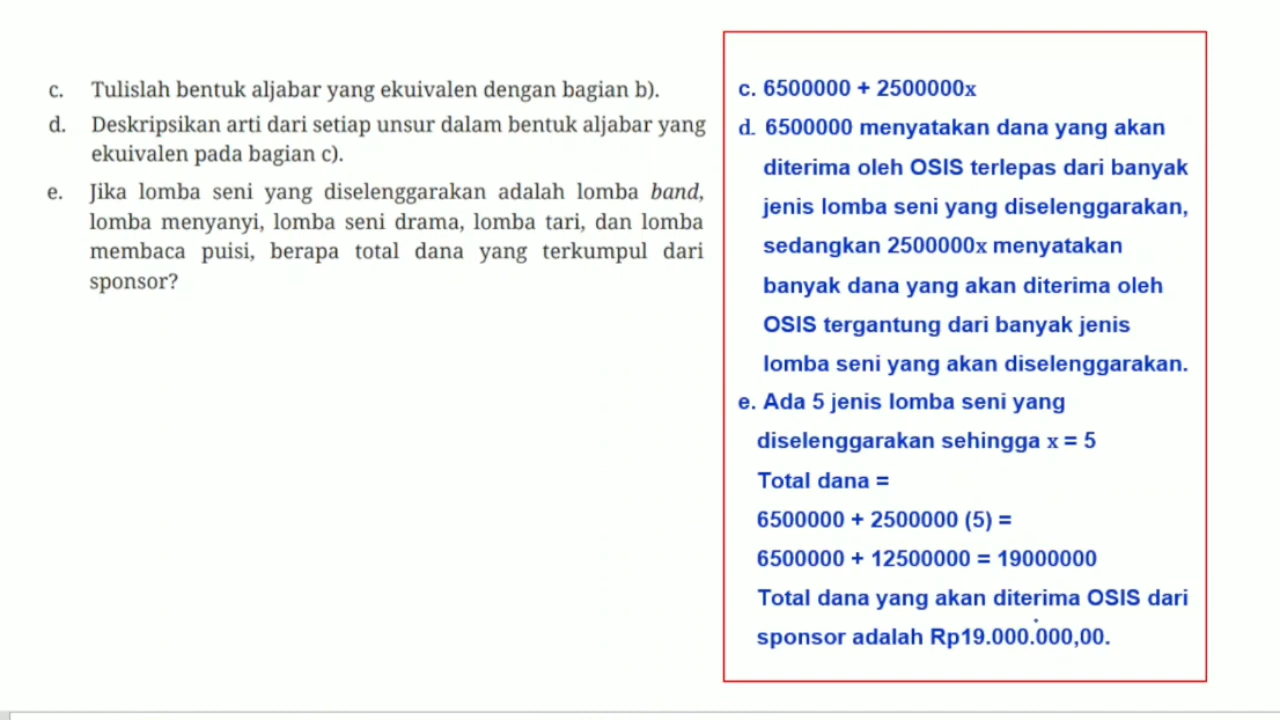 c. Tulislah bentuk aljabar yang ekuivalen dengan bagian b).
d. Deskripsikan arti dari setiap unsur dalam bentuk aljabar yang
ekuivalen pada bagian c).
e. Jika lomba seni yang diselenggarakan adalah lomba band,
lomba menyanyi, lomba seni drama, lomba tari, dan lomba
membaca puisi, berapa total dana yang terkumpul dari
sponsor?
c. 6500000 + 2500000x
d. 6500000 menyatakan dana yang akan
diterima oleh OSIS terlepas dari banyak
jenis lomba seni yang diselenggarakan,
sedangkan 2500000x menyatakan
banyak dana yang akan diterima oleh
OSIS tergantung dari banyak jenis
lomba seni yang akan diselenggarakan.
e. Ada 5 jenis lomba seni yang
diselenggarakan sehingga x = 5
Total dana =
6500000 + 2500000 (5) =
6500000 + 12500000 = 19000000
Total dana yang akan diterima OSIS dari
sponsor adalah Rp19.000.000,00.